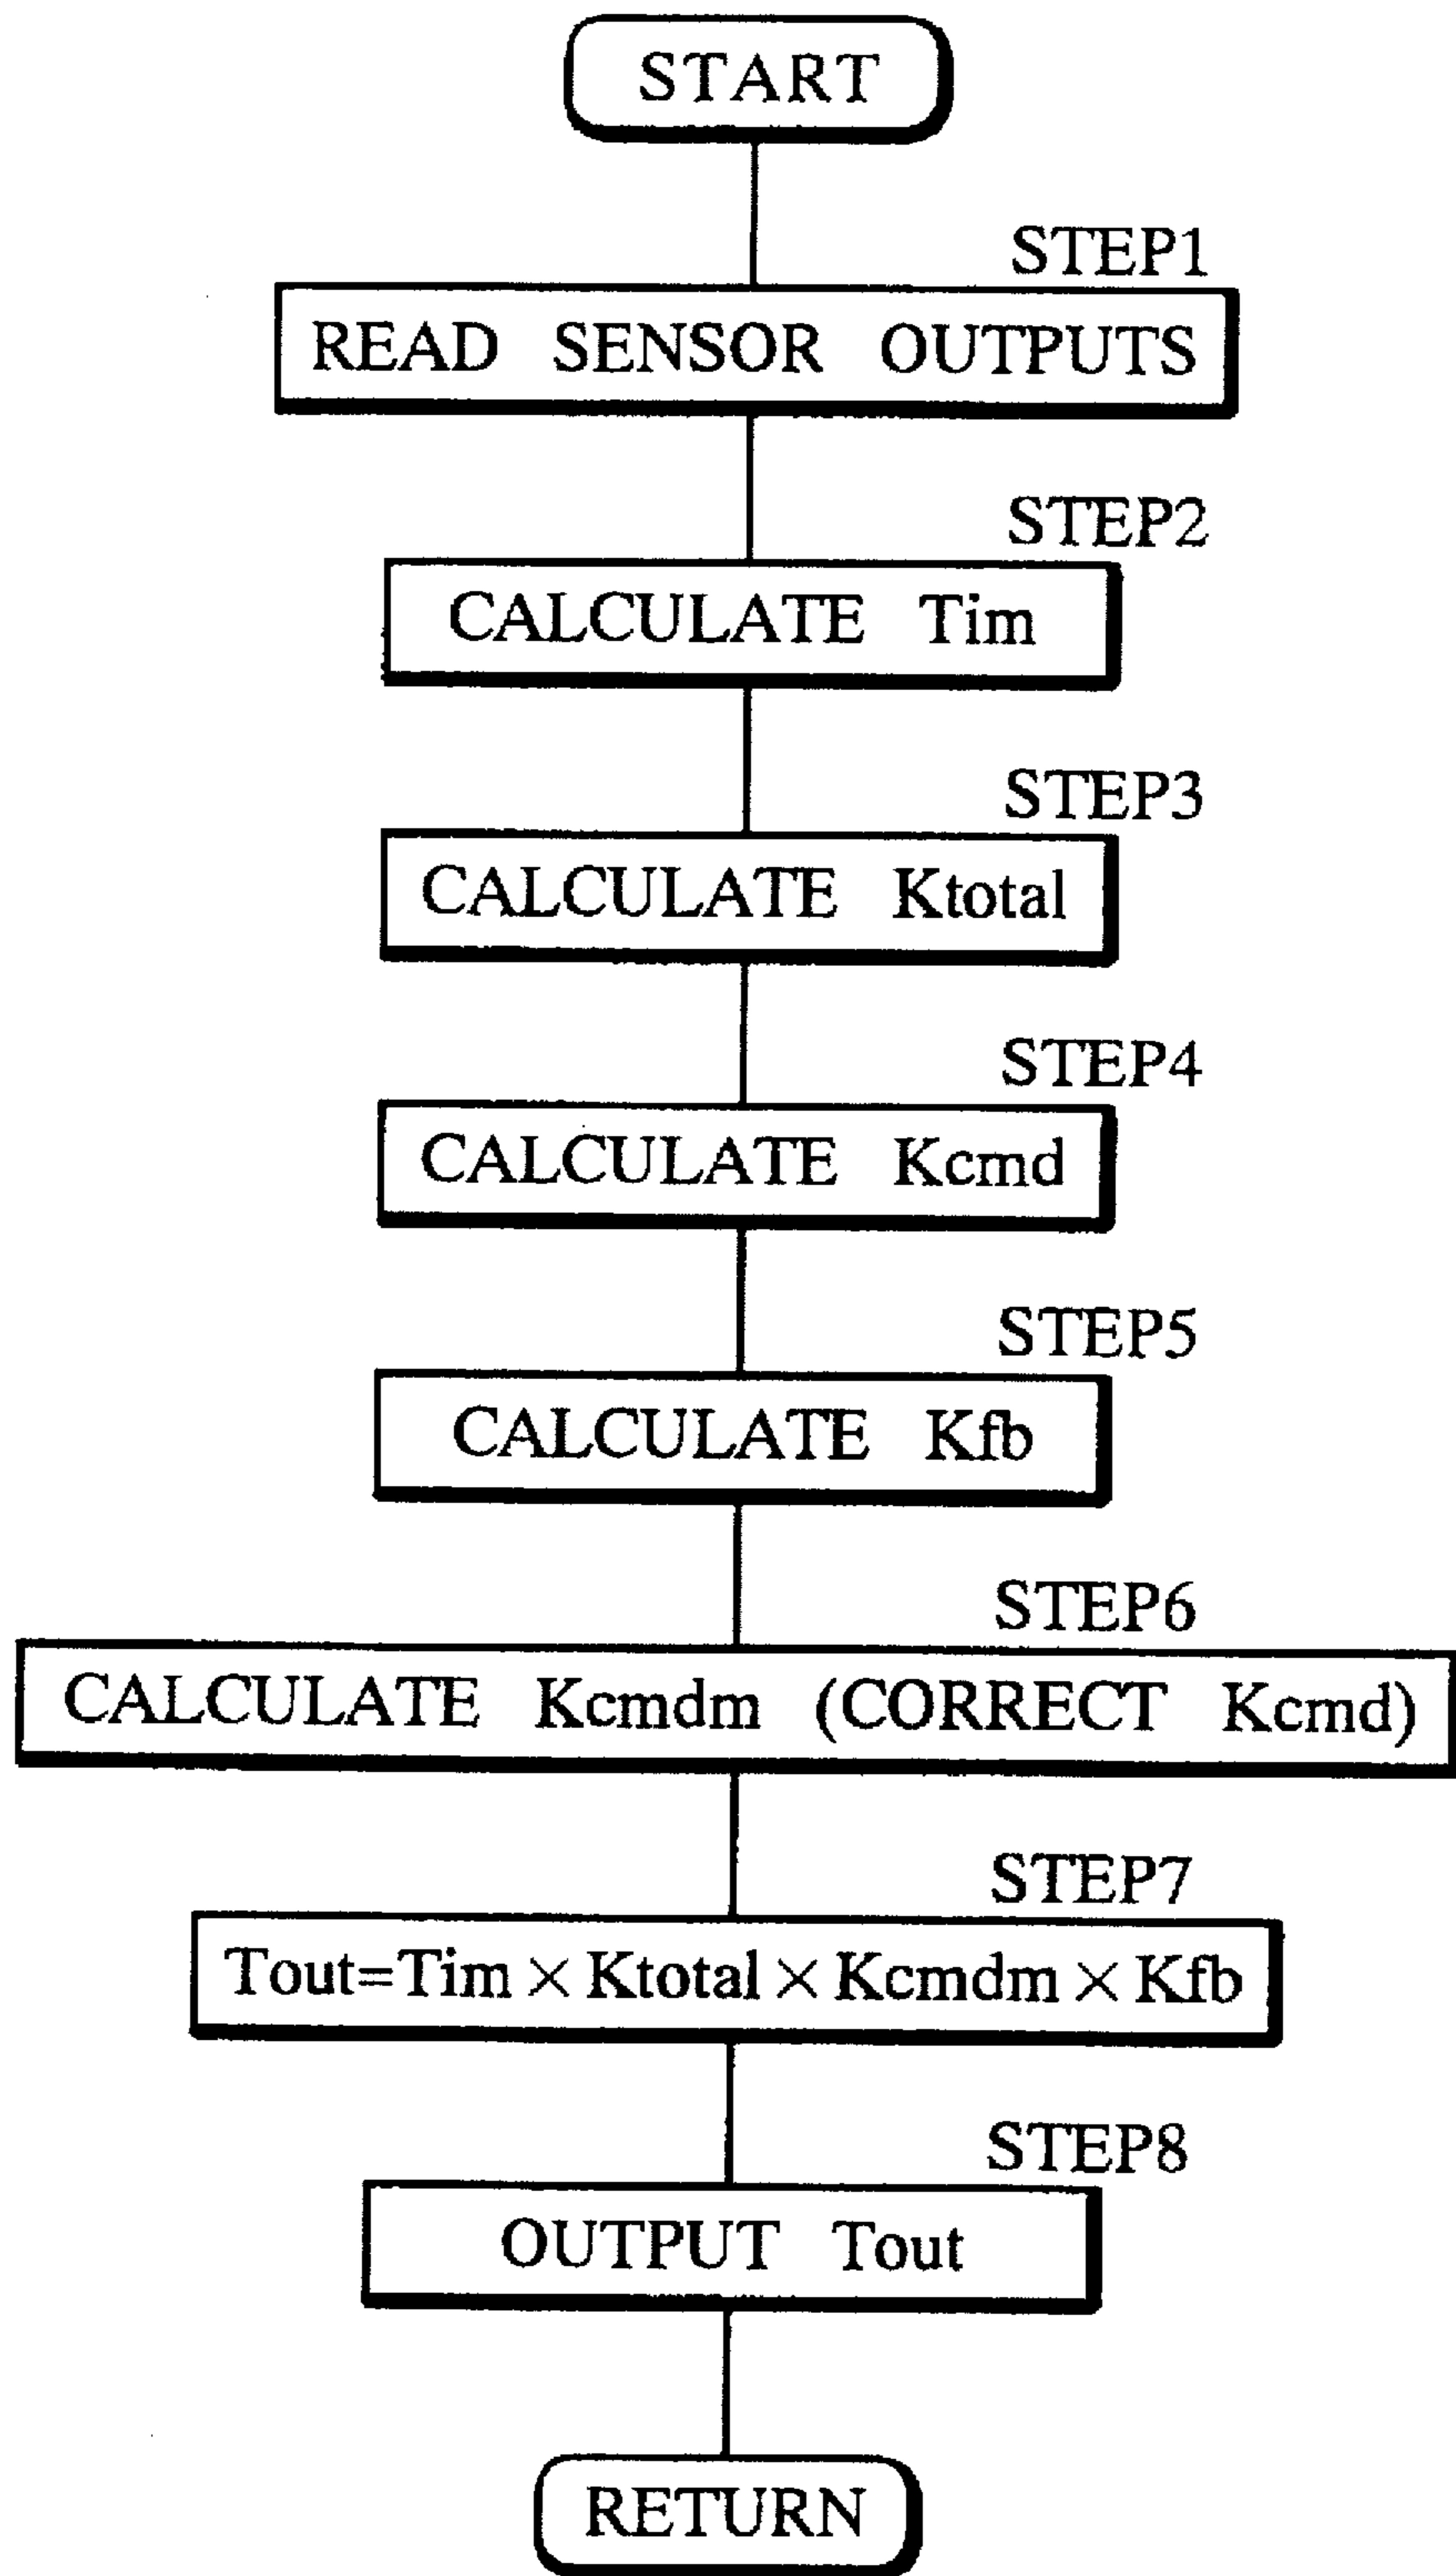 START
STEP1
READ SENSOR OUTPUTS
STEP2
CALCULATE Tim
STEP3
CALCULATE Ktotal
STEP4
CALCULATE Kcmd
STEP5
CALCULATE Kfb
STEP6
CALCULATE Kcmdm (CORRECT Kcmd)
STEP7
Tout=Tim×Ktotal×Kcmdm×Kfb
STEP8
OUTPUT Tout
RETURN